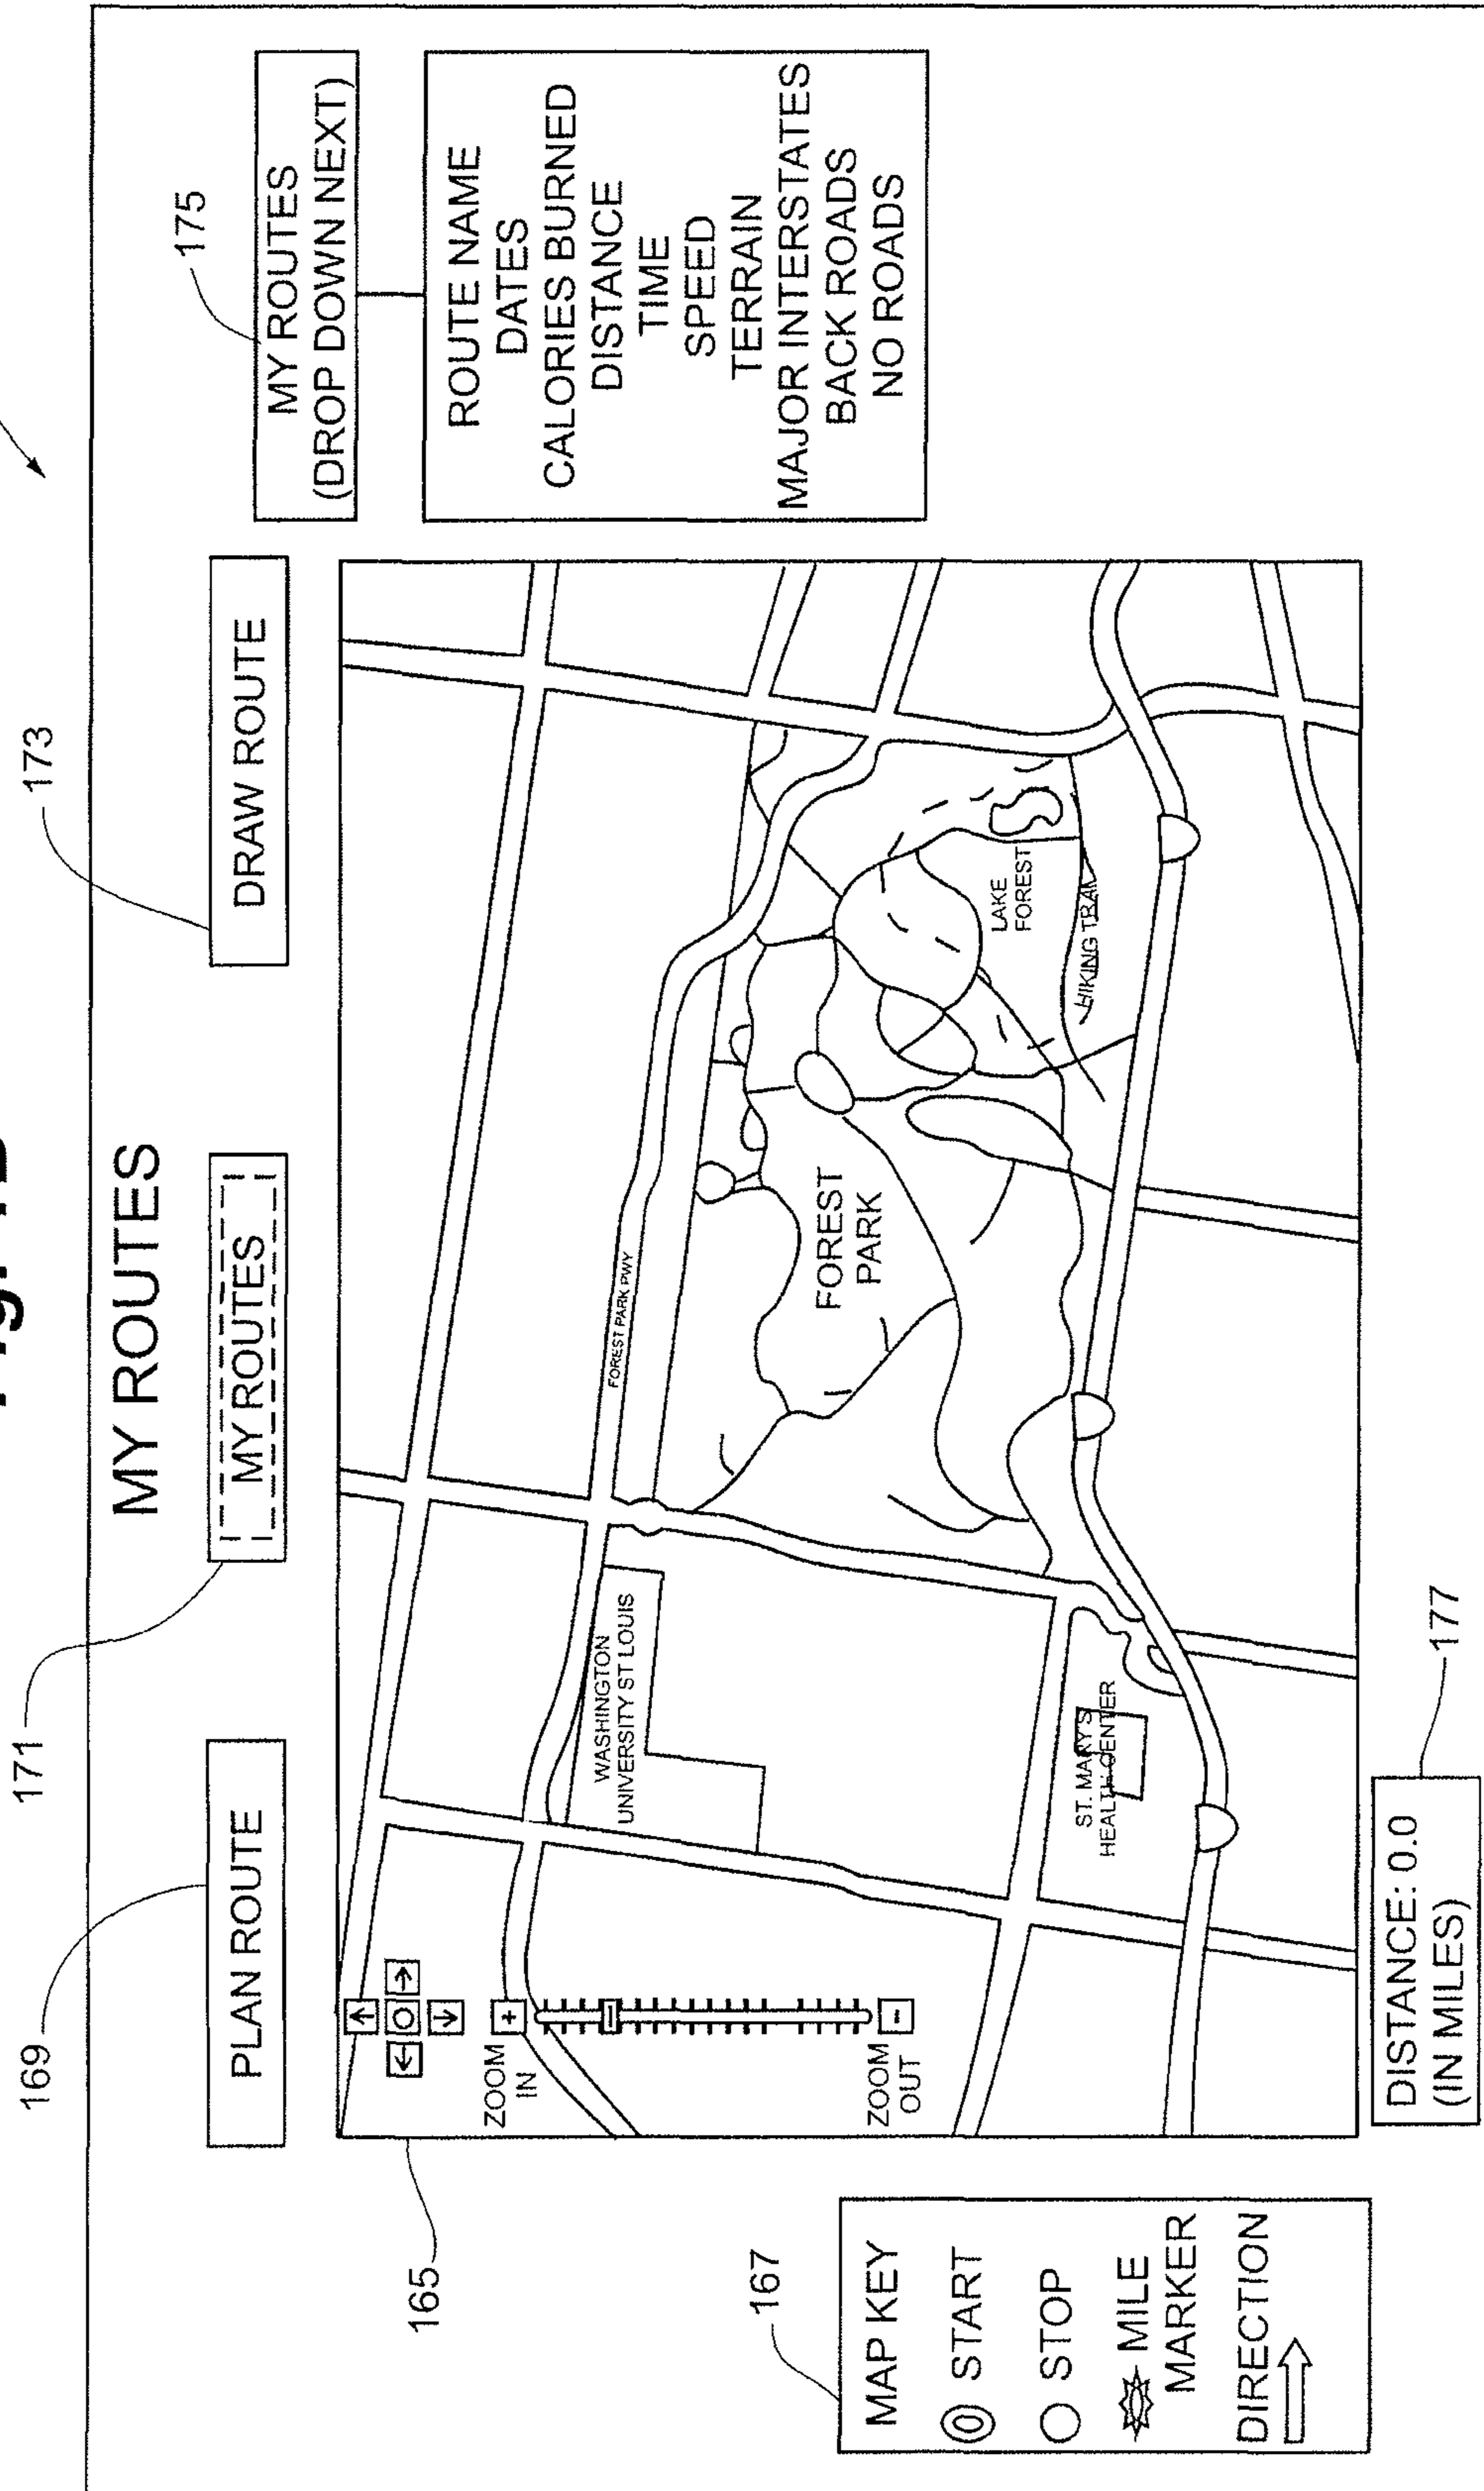 MY ROUTES
169
171
173
175
PLAN ROUTE
MY ROUTES
DRAW ROUTE
MY ROUTES
(DROP DOWN NEXT)
ROUTE NAME
DATES
CALORIES BURNED
DISTANCE
TIME
SPEED
TERRAIN
MAJOR INTERSTATES
BACK ROADS
NO ROADS
165
ZOOM
IN
+
ZOOM
OUT
-
FOREST PARK PWY
WASHINGTON
UNIVERSITY ST LOUIS
FOREST
PARK
LAKE
FOREST
HIKING TRAIL
ST. MARY'S
HEALTH CENTER
167
MAP KEY
START
STOP
MILE
MARKER
DIRECTION
DISTANCE: 0.0
(IN MILES)
177